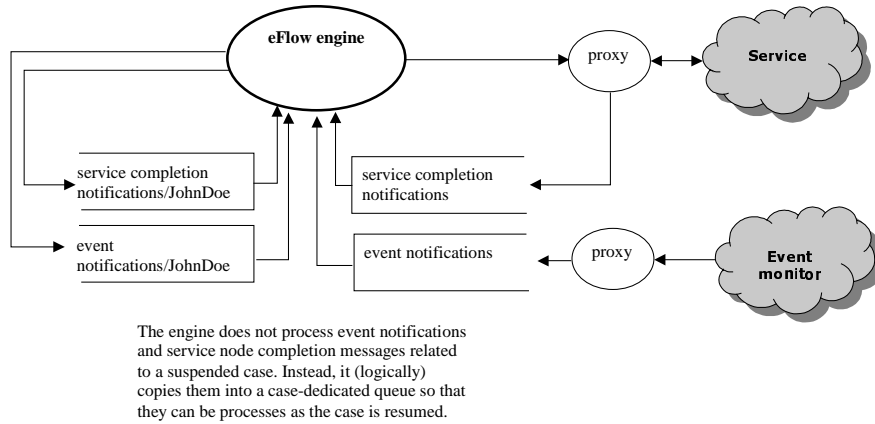 eFlow engine
proxy
Service
service completion
notifications/JohnDoe
service completion
notifications
event
notifications/JohnDoe
event notifications
proxy
Event
monitor
The engine does not process event notifications
and service node completion messages related
to a suspended case. Instead, it (logically)
copies them into a case-dedicated queue so that
they can be processes as the case is resumed.